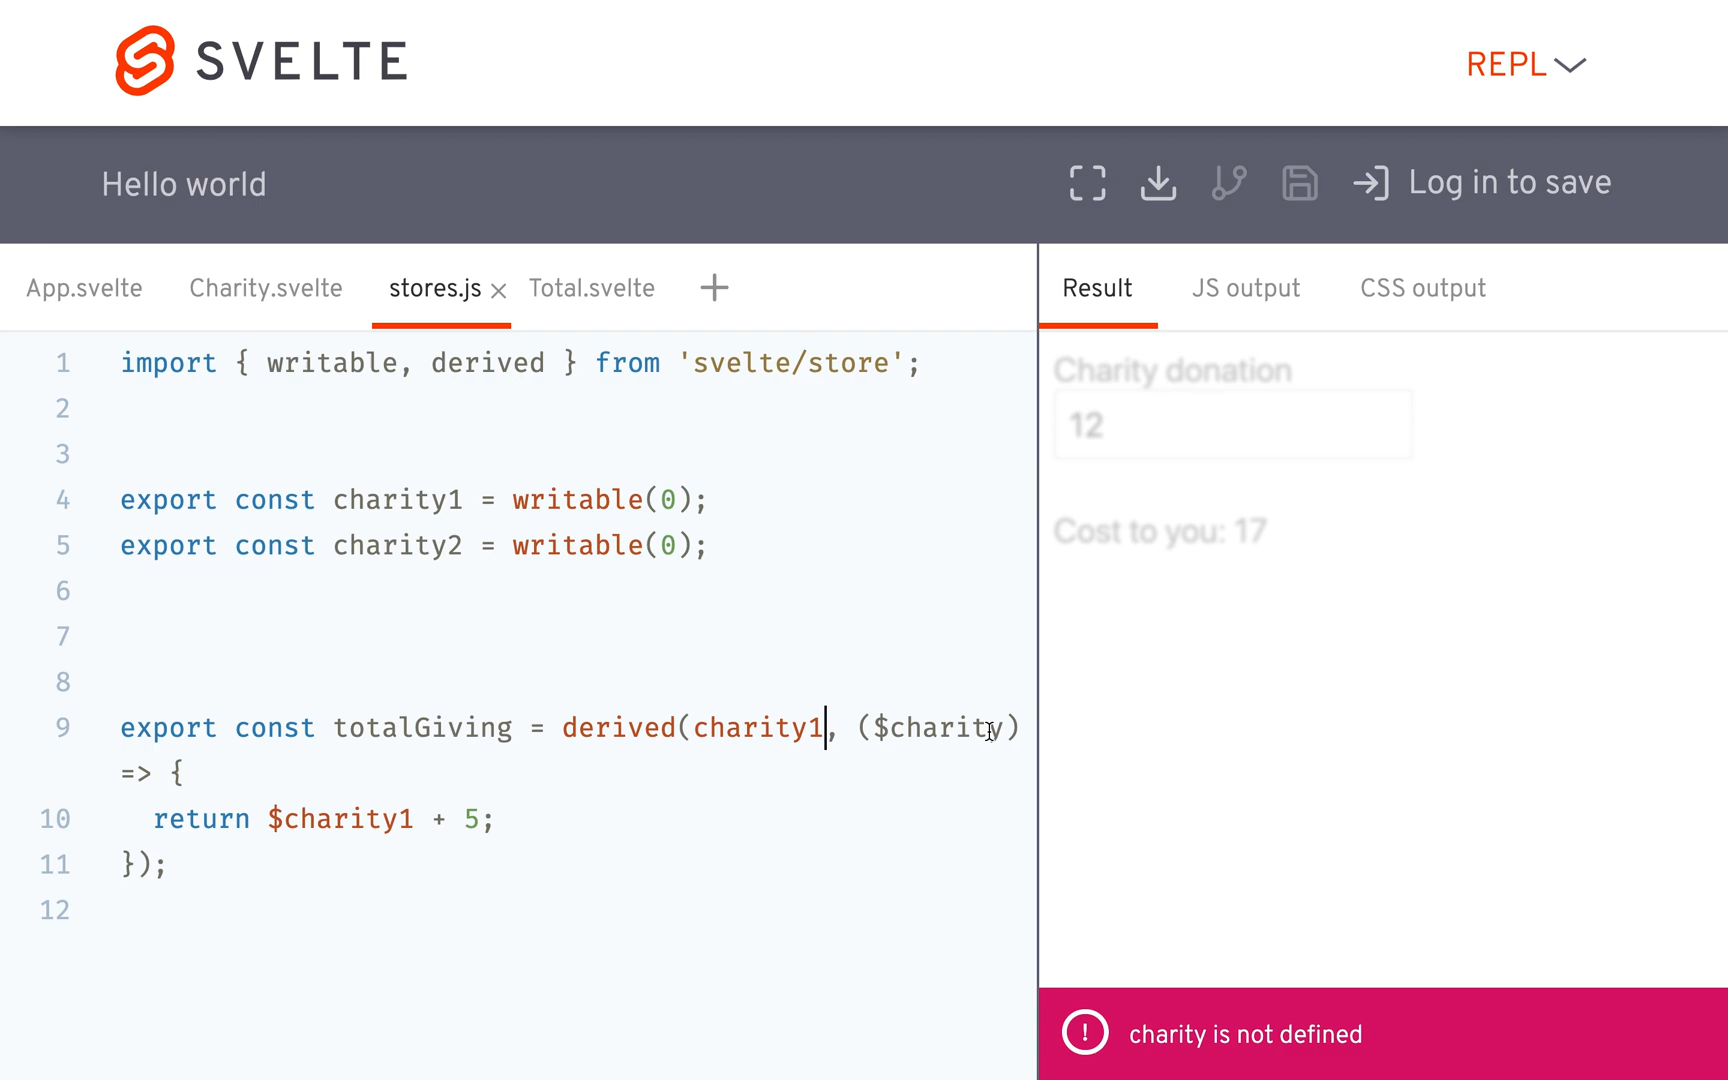 SVELTE
REPL
Hello world
Log in to save
App.svelte Charity.svelte stores.js Total.svelte
Result JS output CSS output
1 import { writable, derived } from 'svelte/store';
2
3
4 export const charity1 = writable(0);
5 export const charity2 = writable(0);
6
7
8
9 export const totalGiving = derived(charity1, ($charity)
=> {
10 return $charity1 + 5;
11 });
12
Charity donation
12
Cost to you: 17
! charity is not defined